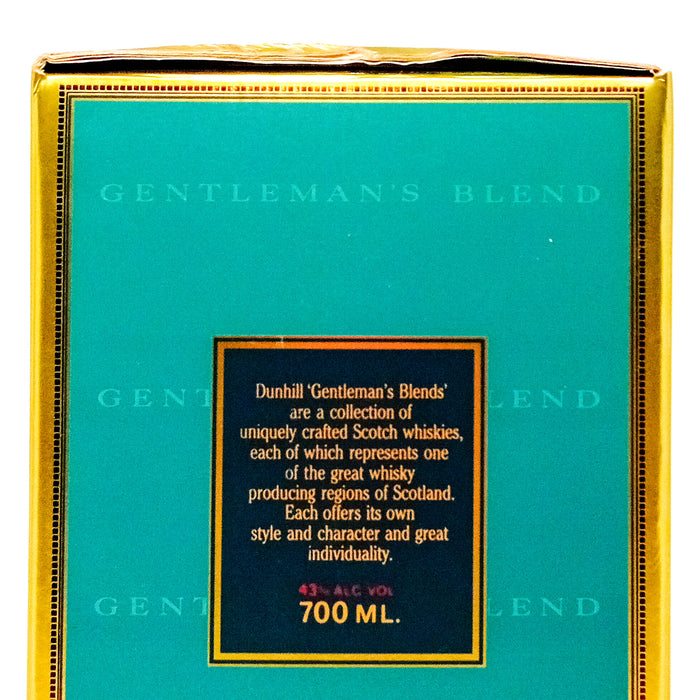 GENTLEMAN'S BLEND
Dunhill 'Gentleman's Blends'
are a collection of
uniquely crafted Scotch whiskies,
each of which represents one
of the great whisky
producing regions of Scotland.
Each offers its own
style and character and great
individuality.
43% ALC VOL
700 ML.
GENT LEND
GENT BLEND